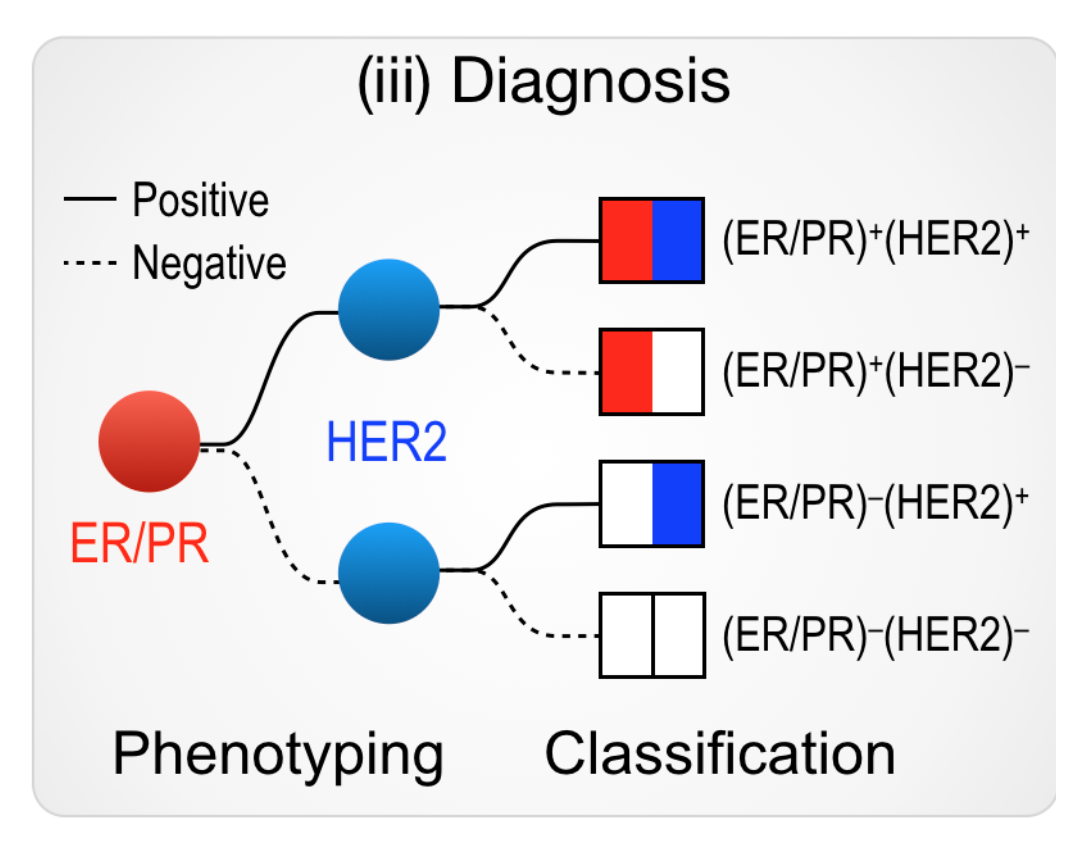 (iii) Diagnosis
Positive
Negative
(ER/PR)⁺(HER2)⁺
(ER/PR)⁺(HER2)⁻
HER2
(ER/PR)⁻(HER2)⁺
ER/PR
(ER/PR)⁻(HER2)⁻
Phenotyping
Classification